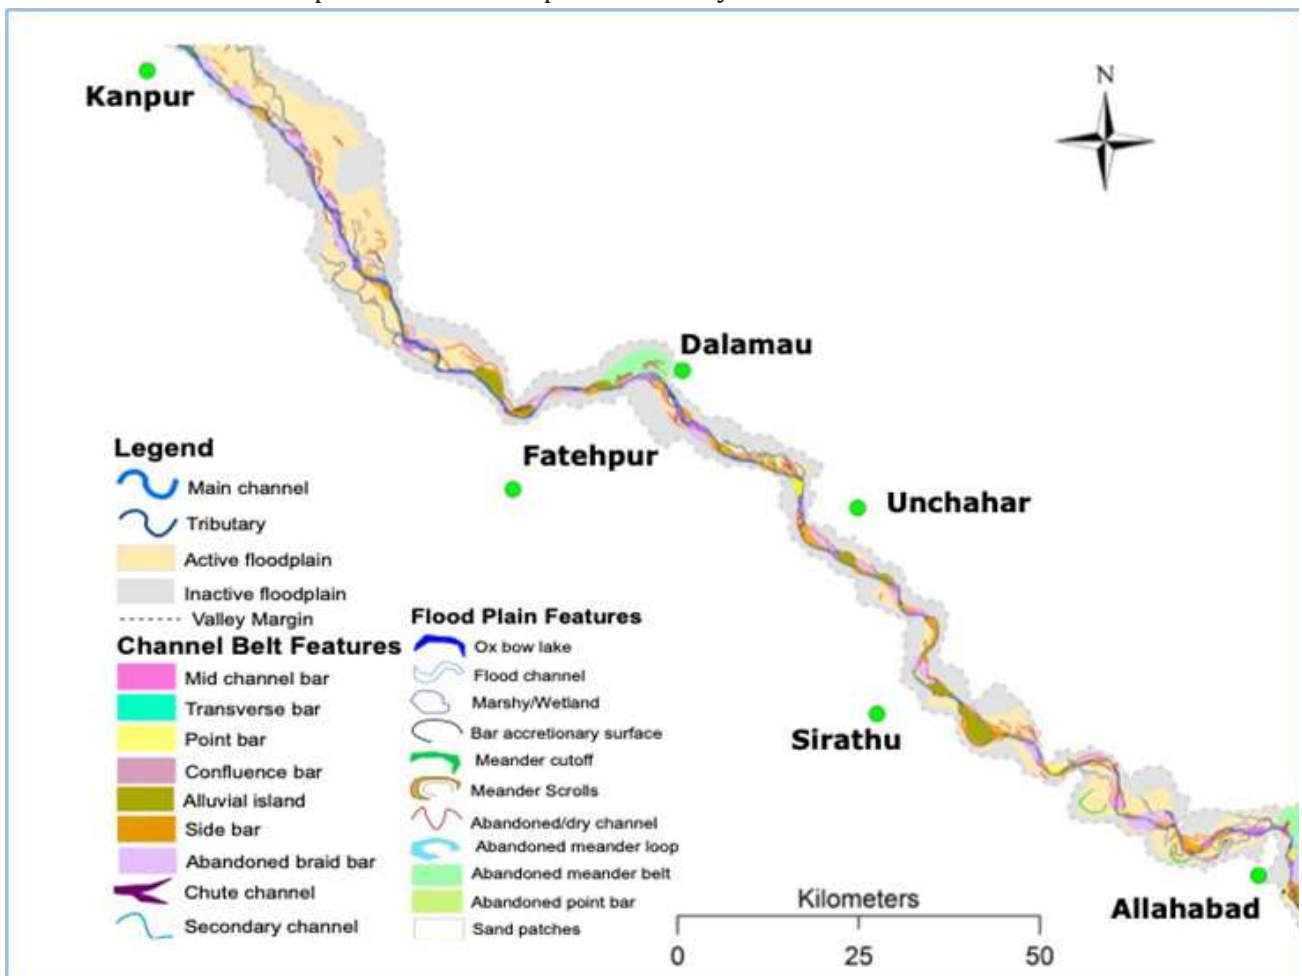 N
Kanpur
Dalamau
Fatehpur
Unchahar
Sirathu
Allahabad
Legend
Main channel
Tributary
Active floodplain
Inactive floodplain
Valley Margin
Channel Belt Features
Mid channel bar
Transverse bar
Point bar
Confluence bar
Alluvial island
Side bar
Abandoned braid bar
Chute channel
Secondary channel
Flood Plain Features
Ox bow lake
Flood channel
Marshy/Wetland
Bar accretionary surface
Meander cutoff
Meander Scrolls
Abandoned/dry channel
Abandoned meander loop
Abandoned meander belt
Abandoned point bar
Sand patches
Kilometers
0 25 50